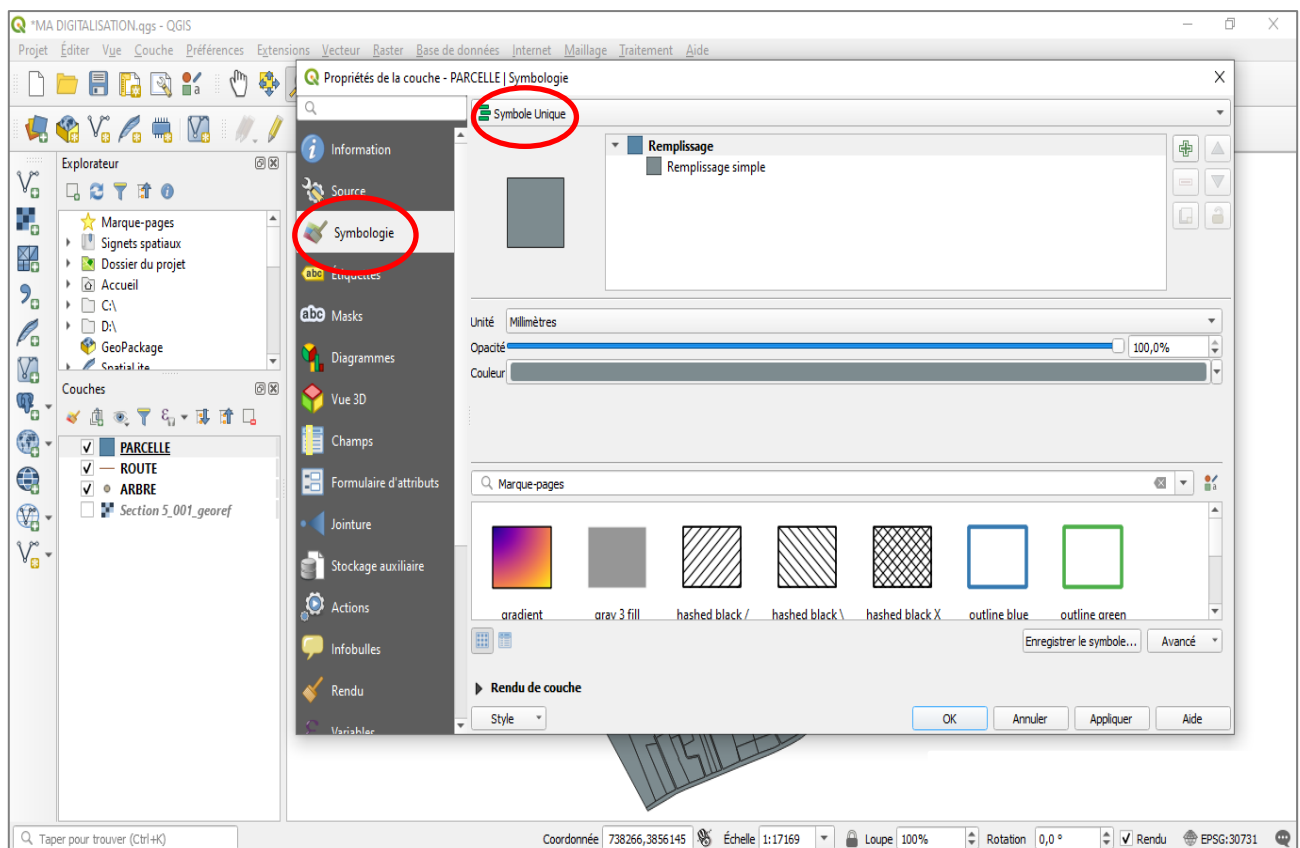 *MA DIGITALISATION.qgs - QGIS
Projet Éditer Vue Couche Préférences Extensions Vecteur Raster Base de données Internet Maillage Traitement Aide
Propriétés de la couche - PARCELLE | Symbologie
Symbole Unique
Information
Source
Symbologie
Étiquettes
Masks
Diagrammes
Vue 3D
Champs
Formulaire d'attributs
Jointure
Stockage auxiliaire
Actions
Infobulles
Rendu
Variables
Remplissage
Remplissage simple
Unité Millimètres
Opacité 100,0%
Couleur
Marque-pages
gradient gray 3 fill hashed black / hashed black \ hashed black X outline blue outline green
Enregistrer le symbole... Avancé
Rendu de couche
Style OK Annuler Appliquer Aide
Explorateur
Marque-pages
Signets spatiaux
Dossier du projet
Accueil
C:\
D:\
GeoPackage
SpatiaLite
Couches
PARCELLE
ROUTE
ARBRE
Section 5_001_georef
Taper pour trouver (Ctrl+K) Coordonnée 738266,3856145 Échelle 1:17169 Loupe 100% Rotation 0,0 ° Rendu EPSG:30731